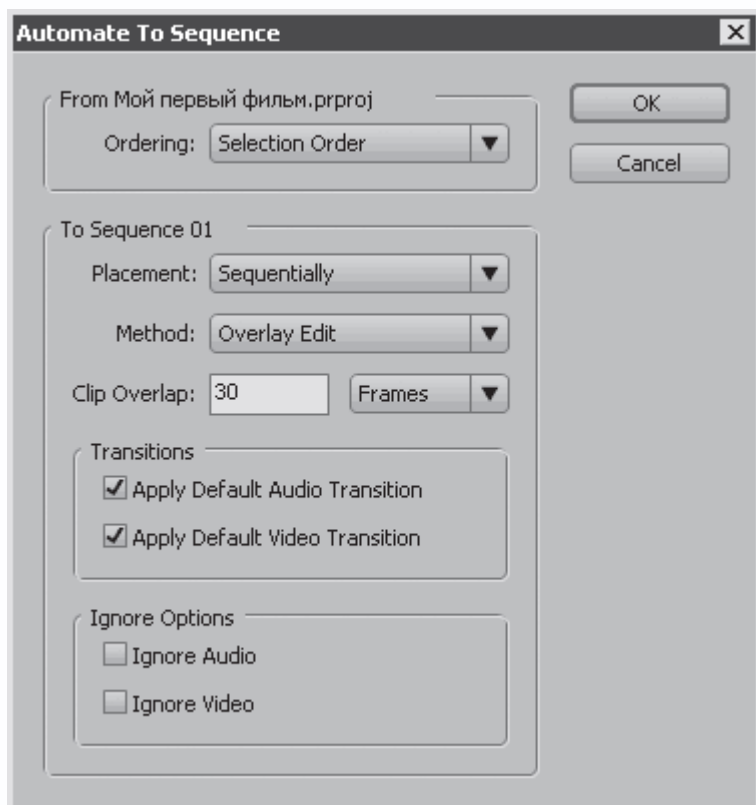 Automate To Sequence
From Мой первый фильм.prproj
OK
Ordering: Selection Order
Cancel
To Sequence 01
Placement: Sequentially
Method: Overlay Edit
Clip Overlap: 30 Frames
Transitions
Apply Default Audio Transition
Apply Default Video Transition
Ignore Options
Ignore Audio
Ignore Video